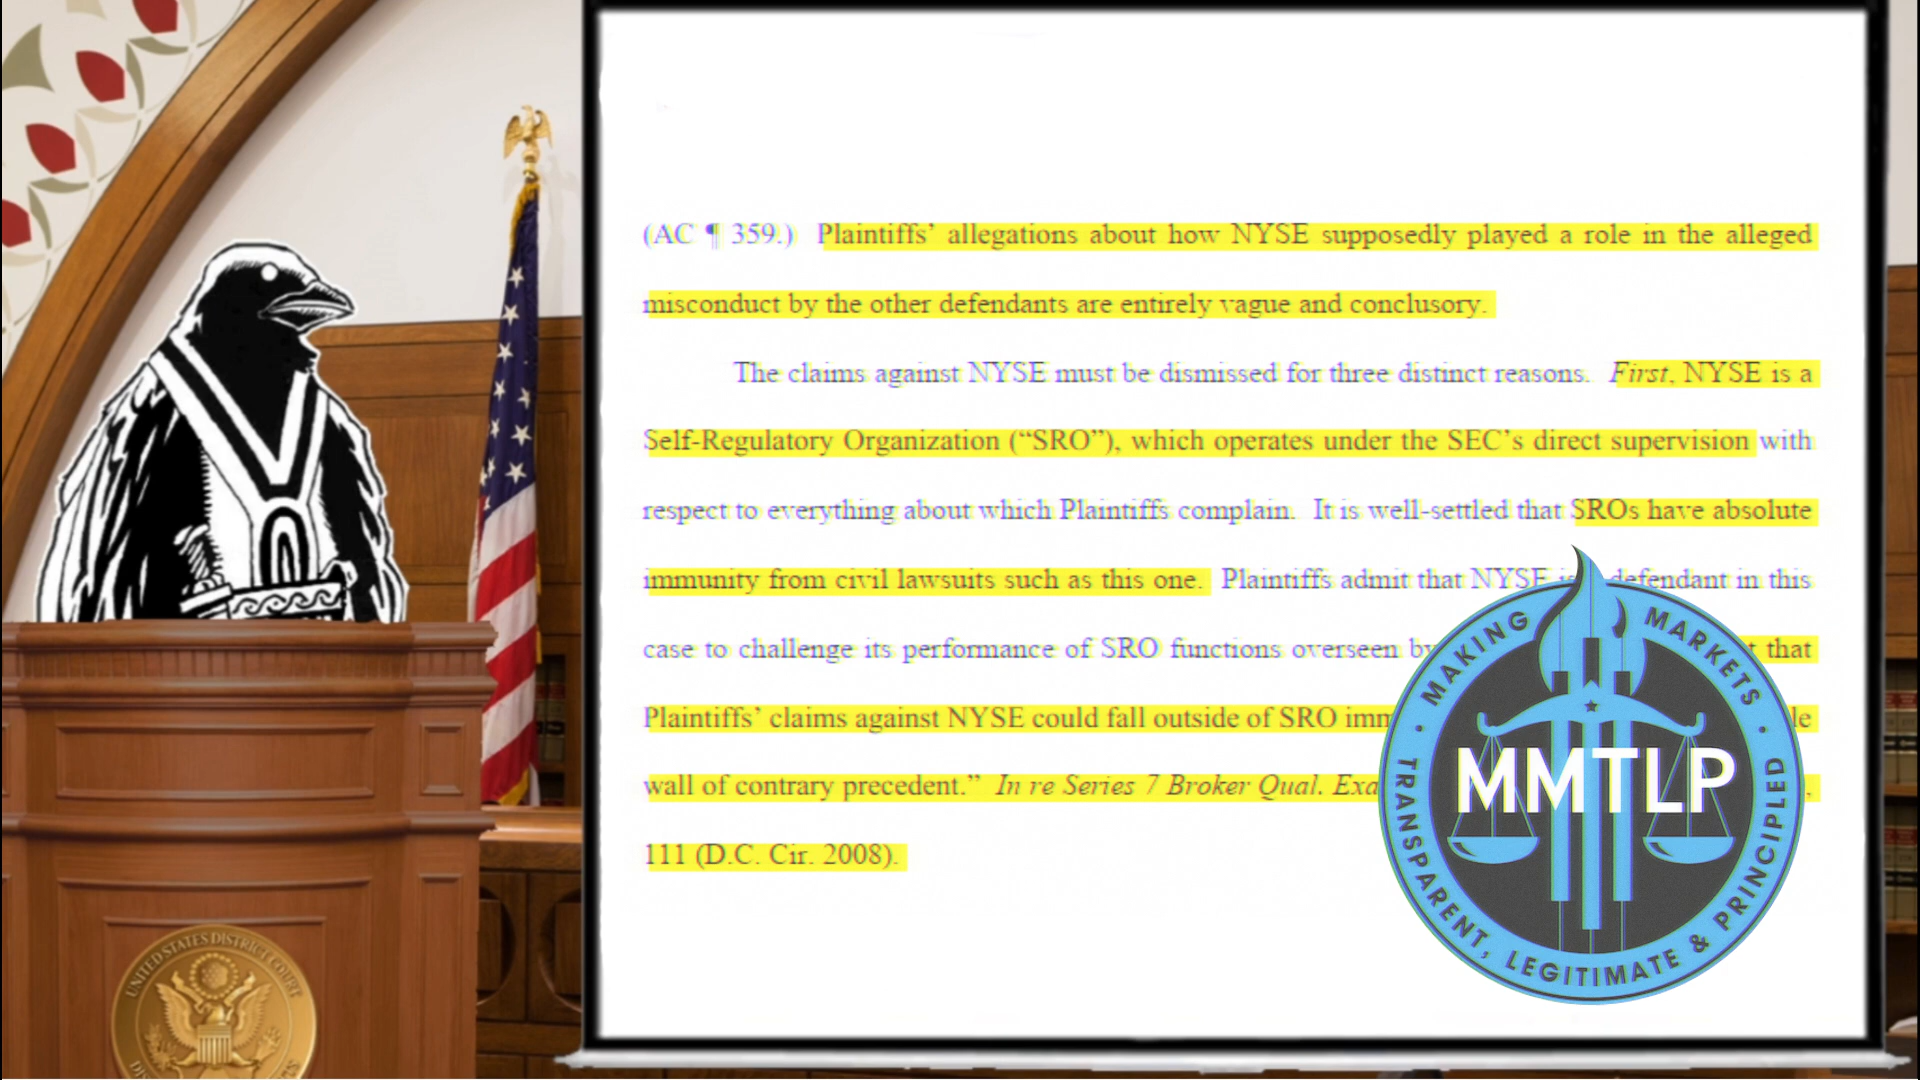 (AC ¶ 359.) Plaintiffs’ allegations about how NYSE supposedly played a role in the alleged
misconduct by the other defendants are entirely vague and conclusory.
The claims against NYSE must be dismissed for three distinct reasons. First, NYSE is a
Self-Regulatory Organization (“SRO”), which operates under the SEC’s direct supervision with
respect to everything about which Plaintiffs complain. It is well-settled that SROs have absolute
immunity from civil lawsuits such as this one. Plaintiffs admit that NYSE defendant in this
case to challenge its performance of SRO functions overseen by that
Plaintiffs’ claims against NYSE could fall outside of SRO
wall of contrary precedent.” In re Series 7 Broker Qual.
111 (D.C. Cir. 2008).
MAKING MARKETS
MMTLP
TRANSPARENT, LEGITIMATE & PRINCIPLED
UNITED STATES DISTRICT COURT